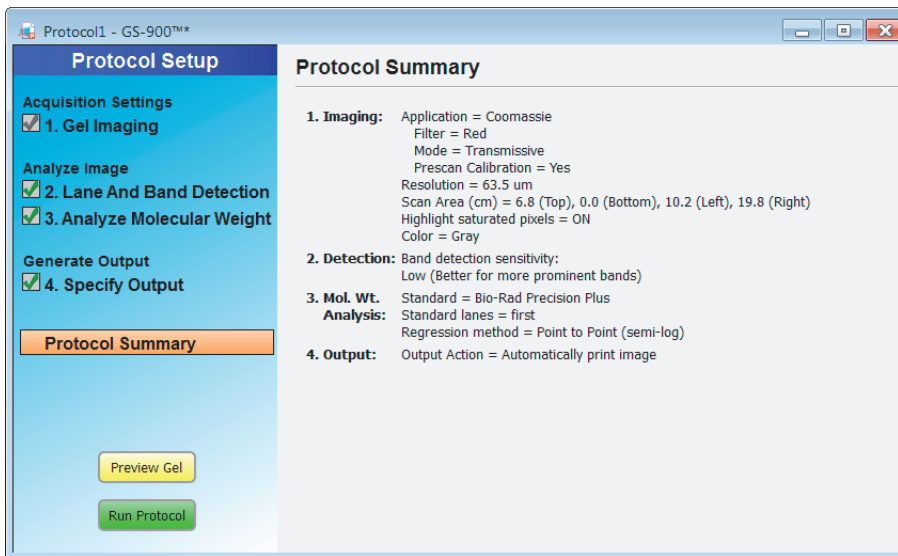 Protocol1 - GS-900™*
Protocol Setup
Acquisition Settings
1. Gel Imaging
Analyze Image
2. Lane And Band Detection
3. Analyze Molecular Weight
Generate Output
4. Specify Output
Protocol Summary
Preview Gel
Run Protocol
Protocol Summary
1. Imaging: Application = Coomassie
Filter = Red
Mode = Transmissive
Prescan Calibration = Yes
Resolution = 63.5 um
Scan Area (cm) = 6.8 (Top), 0.0 (Bottom), 10.2 (Left), 19.8 (Right)
Highlight saturated pixels = ON
Color = Gray
2. Detection: Band detection sensitivity:
Low (Better for more prominent bands)
3. Mol. Wt. Standard = Bio-Rad Precision Plus
Analysis: Standard lanes = first
Regression method = Point to Point (semi-log)
4. Output: Output Action = Automatically print image